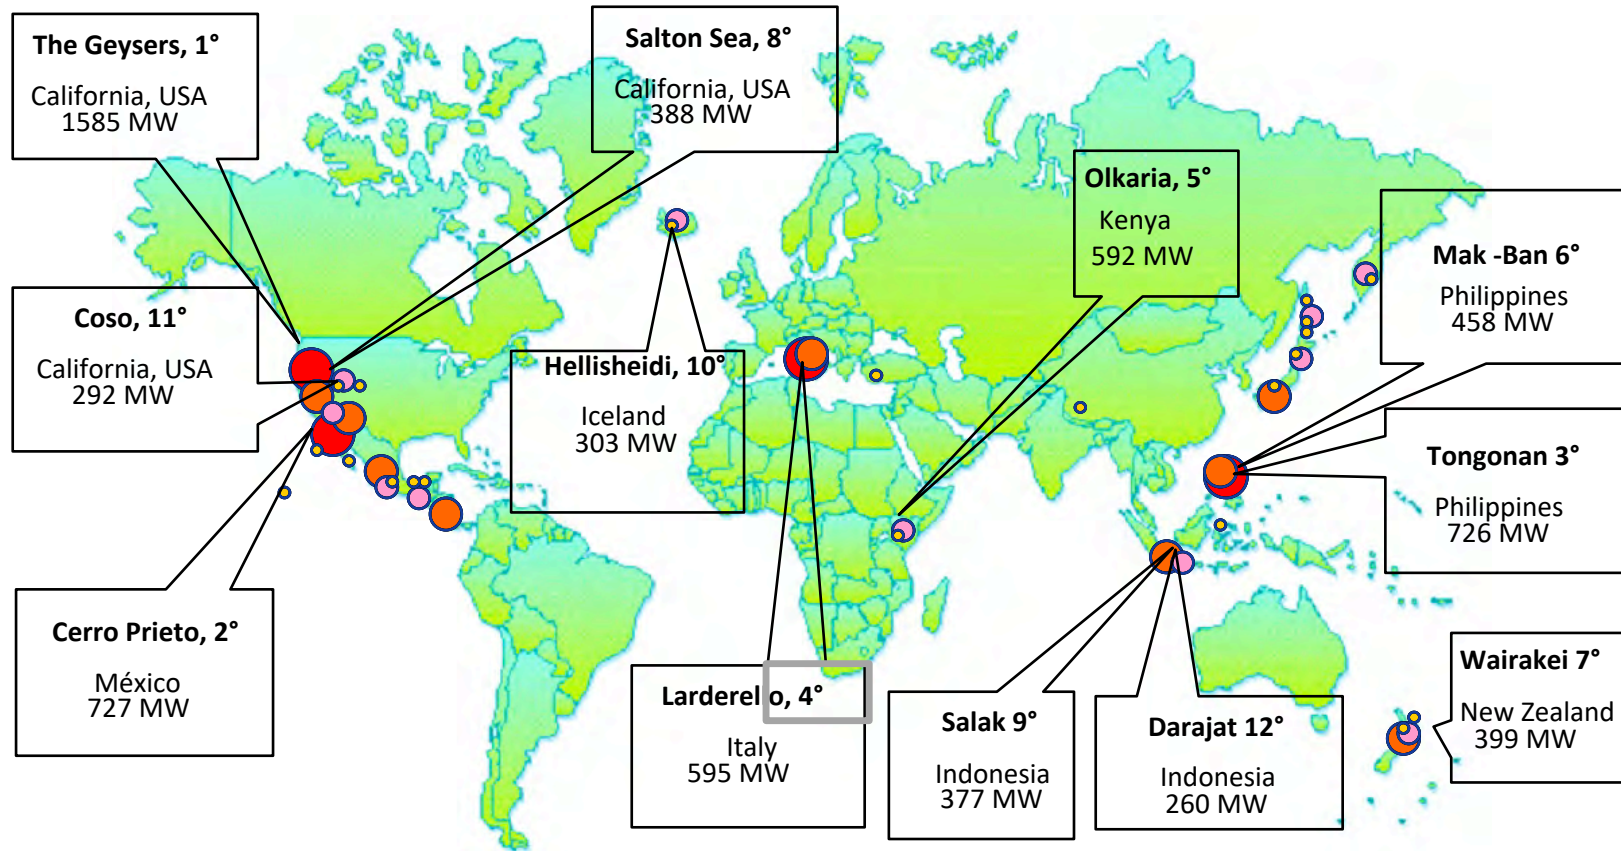 The Geysers, 1°
California, USA
1585 MW
Salton Sea, 8°
California, USA
388 MW
Olkaria, 5°
Kenya
592 MW
Mak -Ban 6°
Philippines
458 MW
Coso, 11°
California, USA
292 MW
Hellisheidi, 10°
Iceland
303 MW
Tongonan 3°
Philippines
726 MW
Cerro Prieto, 2°
México
727 MW
Larderello, 4°
Italy
595 MW
Salak 9°
Indonesia
377 MW
Darajat 12°
Indonesia
260 MW
Wairakei 7°
New Zealand
399 MW